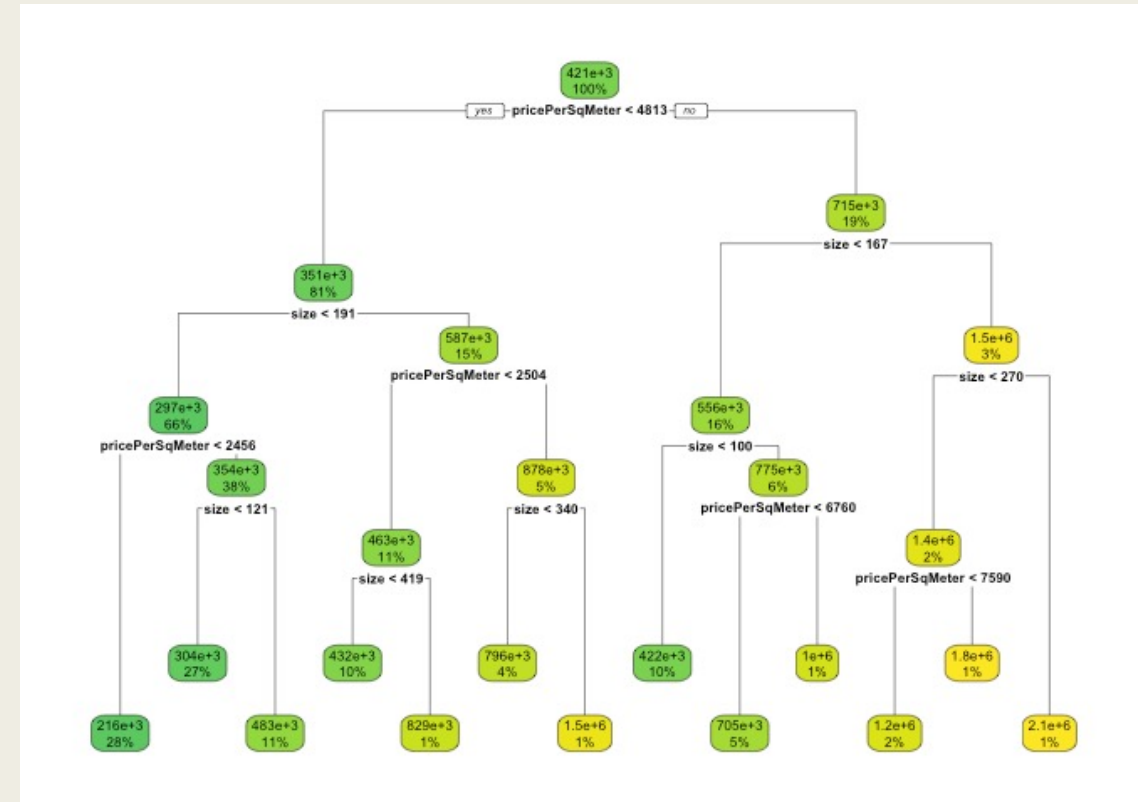 421e+3
100%
yes pricePerSqMeter < 4813 no
715e+3
19%
size < 167
351e+3
81%
size < 191
587e+3
15%
pricePerSqMeter < 2504
1.5e+6
3%
size < 270
297e+3
66%
pricePerSqMeter < 2456
556e+3
16%
size < 100
354e+3
38%
size < 121
878e+3
5%
size < 340
775e+3
6%
pricePerSqMeter < 6760
463e+3
11%
size < 419
1.4e+6
2%
pricePerSqMeter < 7590
304e+3
27%
432e+3
10%
796e+3
4%
422e+3
10%
1e+6
1%
1.8e+6
1%
216e+3
28%
483e+3
11%
829e+3
1%
1.5e+6
1%
705e+3
5%
1.2e+6
2%
2.1e+6
1%